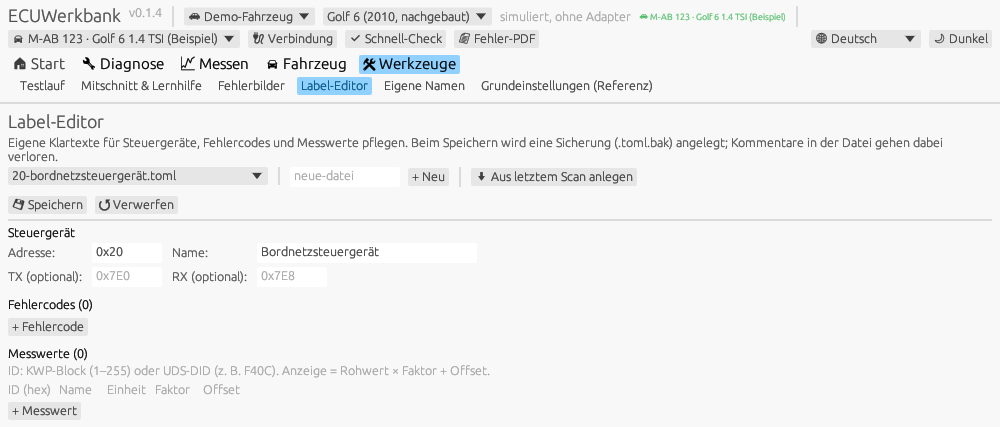 ECUWerkbank v0.1.4 Demo-Fahrzeug Golf 6 (2010, nachgebaut) simuliert, ohne Adapter M-AB 123 · Golf 6 1.4 TSI (Beispiel)
M-AB 123 · Golf 6 1.4 TSI (Beispiel) Verbindung Schnell-Check Fehler-PDF Deutsch Dunkel
Start Diagnose Messen Fahrzeug Werkzeuge
Testlauf Mitschnitt & Lernhilfe Fehlerbilder Label-Editor Eigene Namen Grundeinstellungen (Referenz)
Label-Editor
Eigene Klartexte für Steuergeräte, Fehlercodes und Messwerte pflegen. Beim Speichern wird eine Sicherung (.toml.bak) angelegt; Kommentare in der Datei gehen dabei
verloren.
20-bordnetzsteuergerät.toml neue-datei + Neu Aus letztem Scan anlegen
Speichern Verwerfen
Steuergerät
Adresse: 0x20 Name: Bordnetzsteuergerät
TX (optional): 0x7E0 RX (optional): 0x7E8
Fehlercodes (0)
+ Fehlercode
Messwerte (0)
ID: KWP-Block (1–255) oder UDS-DID (z. B. F40C). Anzeige = Rohwert × Faktor + Offset.
ID (hex) Name Einheit Faktor Offset
+ Messwert